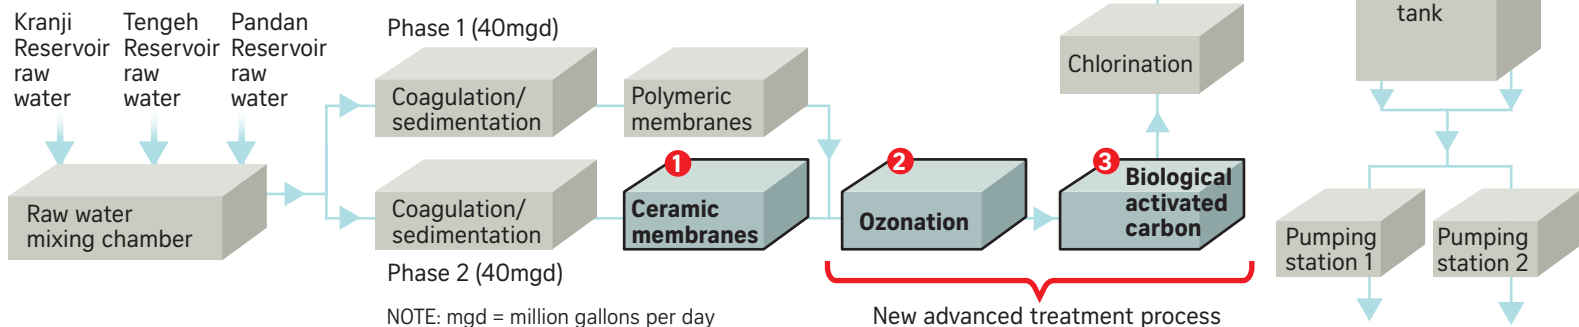 Kranji
Reservoir
raw
water
Tengeh
Reservoir
raw
water
Pandan
Reservoir
raw
water
Raw water
mixing chamber
Phase 1 (40mgd)
Coagulation/
sedimentation
Polymeric
membranes
Coagulation/
sedimentation
Phase 2 (40mgd)
1
Ceramic
membranes
2
Ozonation
3
Biological
activated
carbon
Chlorination
tank
Pumping
station 1
Pumping
station 2
NOTE: mgd = million gallons per day
New advanced treatment process